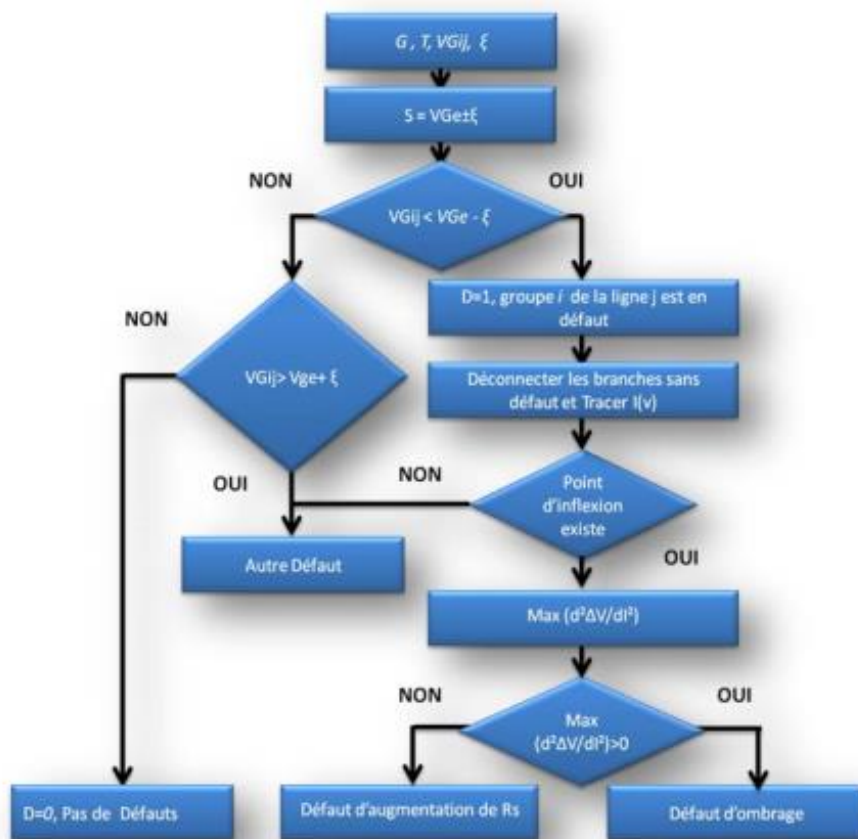 G , T, VGij, ξ
S = VGe±ξ
NON
OUI
VGij < VGe - ξ
D=1, groupe i de la ligne j est en
défaut
NON
VGij> Vge+ ξ
Déconnecter les branches sans
défaut et Tracer I(v)
OUI
NON
Point
d'inflexion
existe
Autre Défaut
OUI
Max (d²ΔV/dI²)
NON
OUI
Max
(d²ΔV/dI²)>0
D=0, Pas de Défauts
Défaut d'augmentation de Rs
Défaut d'ombrage